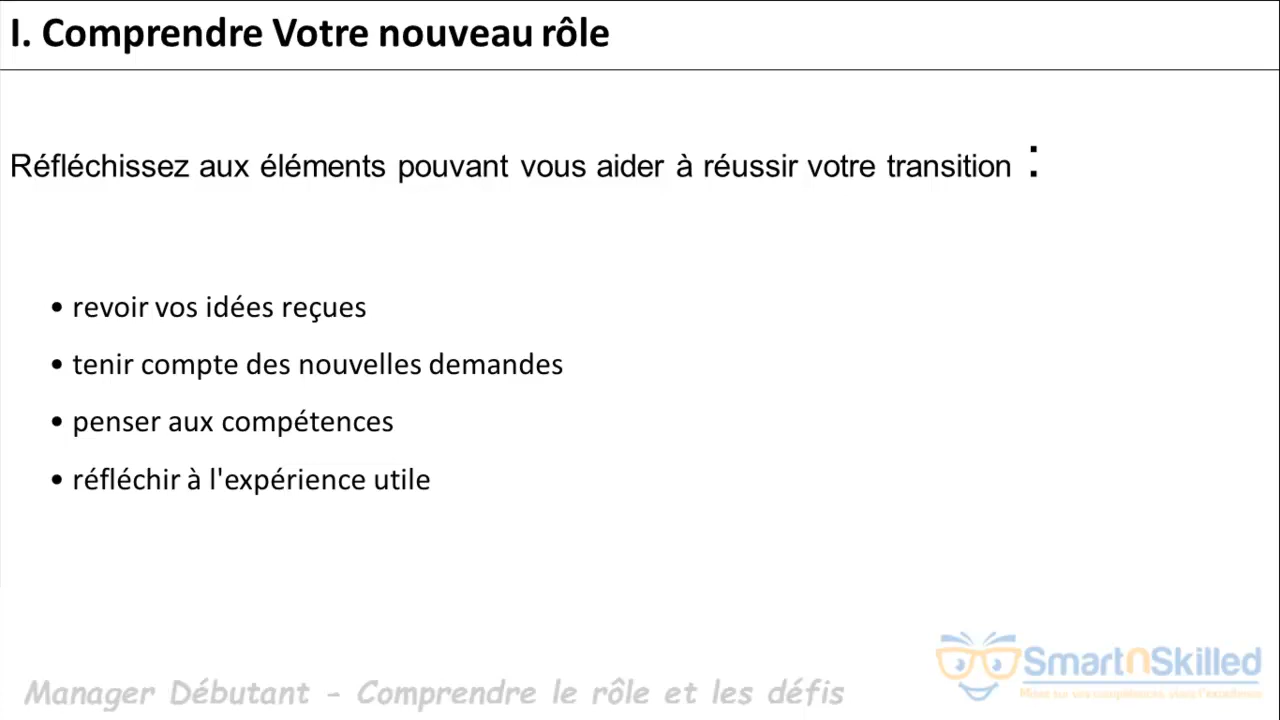 I. Comprendre Votre nouveau rôle
Réfléchissez aux éléments pouvant vous aider à réussir votre transition :
• revoir vos idées reçues
• tenir compte des nouvelles demandes
• penser aux compétences
• réfléchir à l'expérience utile
SmartnSkilled
Manager Débutant - Comprendre le rôle et les défis